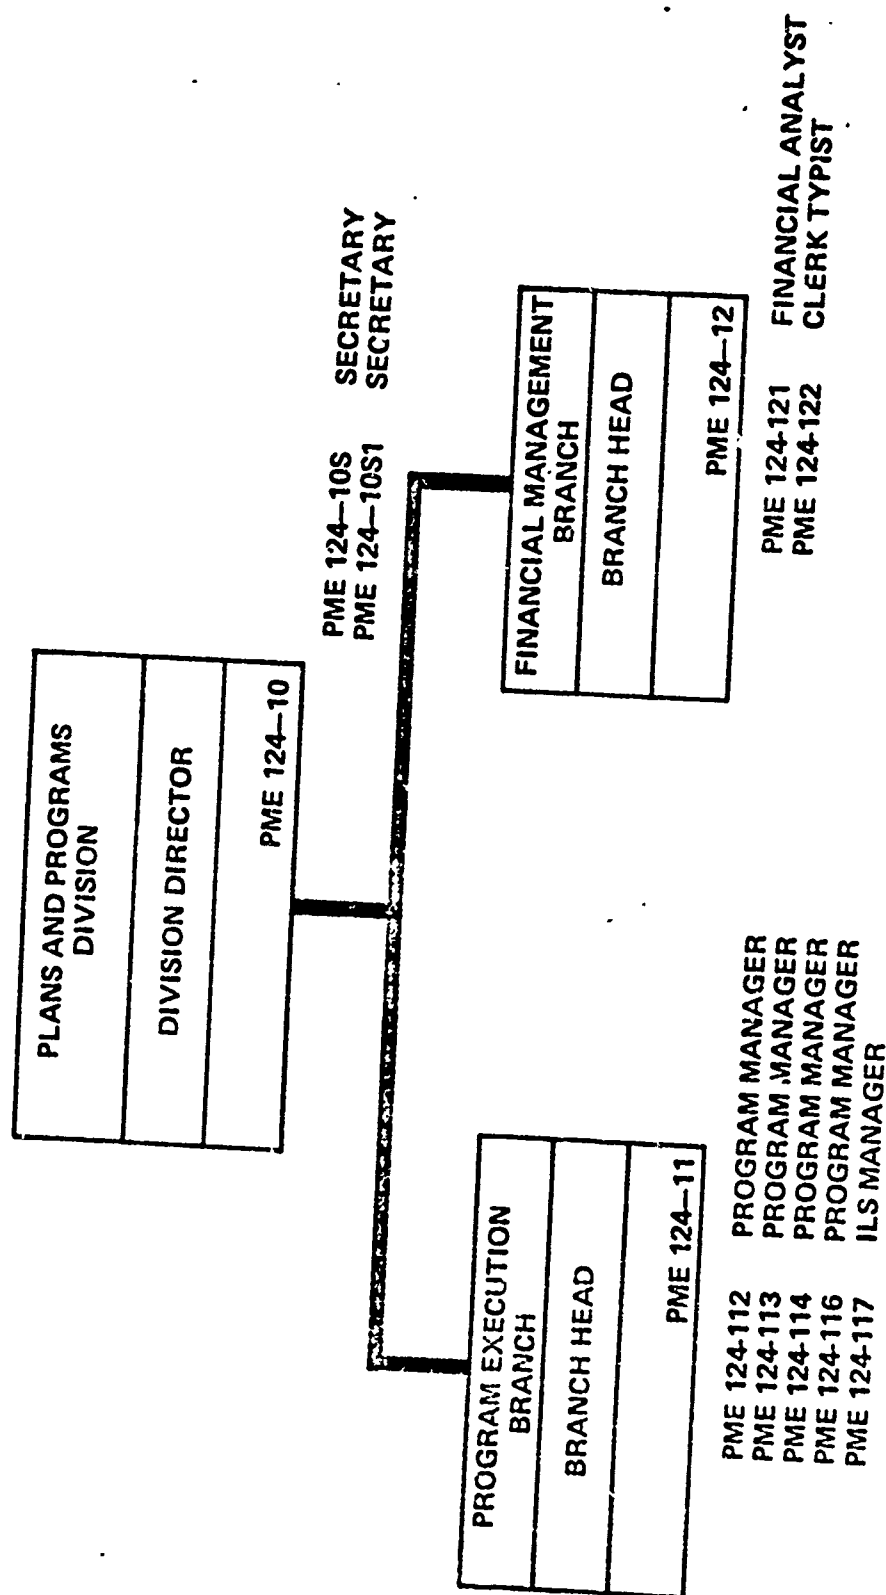 PLANS AND PROGRAMS
DIVISION
DIVISION DIRECTOR
PME 124—10
PME 124—10S SECRETARY
PME 124—10S1 SECRETARY
PROGRAM EXECUTION
BRANCH
BRANCH HEAD
PME 124—11
PME 124-112 PROGRAM MANAGER
PME 124-113 PROGRAM MANAGER
PME 124-114 PROGRAM MANAGER
PME 124-116 PROGRAM MANAGER
PME 124-117 ILS MANAGER
FINANCIAL MANAGEMENT
BRANCH
BRANCH HEAD
PME 124—12
PME 124-121 FINANCIAL ANALYST
PME 124-122 CLERK TYPIST